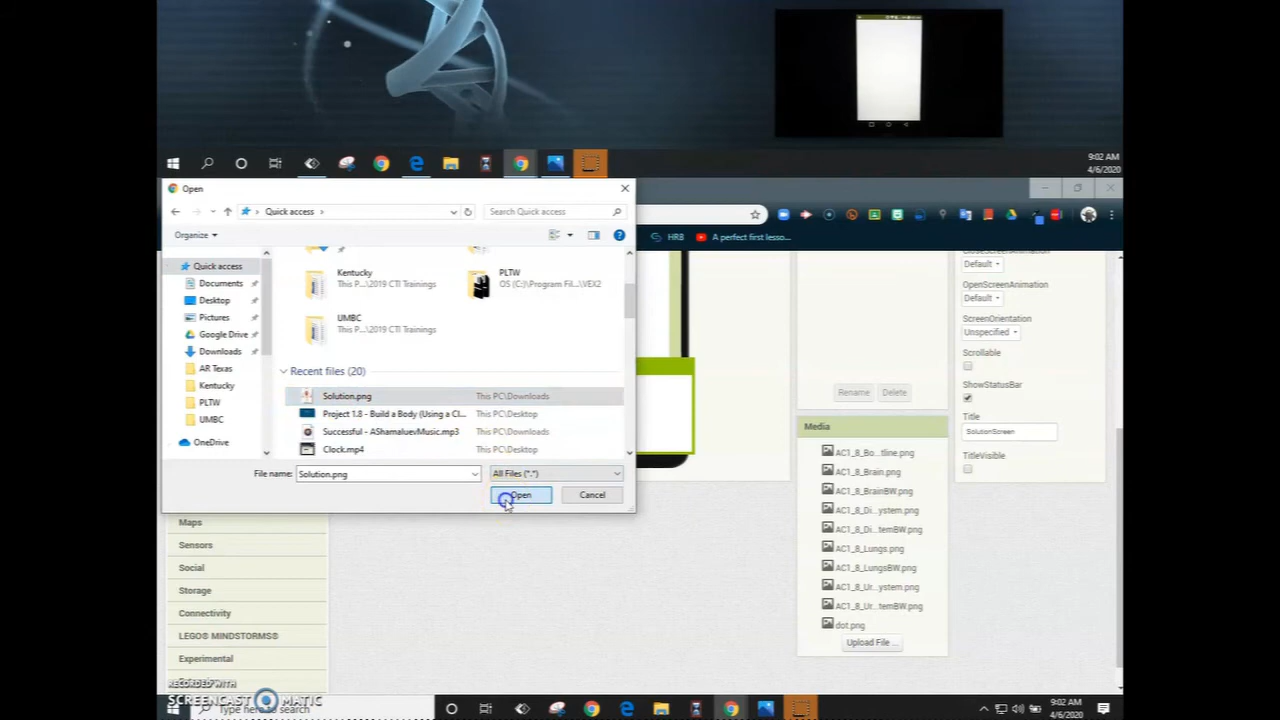 9:02 AM
4/6/2020
Open
Quick access
Search Quick access
HRB
A perfect first lesso...
Organize
Quick access
Documents
Desktop
Pictures
Google Drive
Downloads
AR Texas
Kentucky
PLTW
UMBC
OneDrive
Kentucky
This P...\2019 CTI Trainings
PLTW
OS (C:)\Program Fil...\VEX2
UMBC
This P...\2019 CTI Trainings
Recent files (20)
Solution.png This PC\Downloads
Project 1.8 - Build a Body (Using a Cl... This PC\Desktop
Successful - AShamaluevMusic.mp3 This PC\Downloads
Clock.mp4 This PC\Desktop
File name: Solution.png All Files (*.*)
Open Cancel
Default
OpenScreenAnimation
Default
ScreenOrientation
Unspecified
Scrollable
ShowStatusBar
Title
SolutionScreen
TitleVisible
Rename Delete
Media
AC1_8_Bo...tline.png
AC1_8_Brain.png
AC1_8_BrainBW.png
AC1_8_Di...ystem.png
AC1_8_Di...temBW.png
AC1_8_Lungs.png
AC1_8_LungsBW.png
AC1_8_Ur...ystem.png
AC1_8_Ur...temBW.png
dot.png
Upload File ...
Maps
Sensors
Social
Storage
Connectivity
LEGO® MINDSTORMS®
Experimental
RECORDED WITH
SCREENCAST MATIC
Type here to search
9:02 AM
4/6/2020